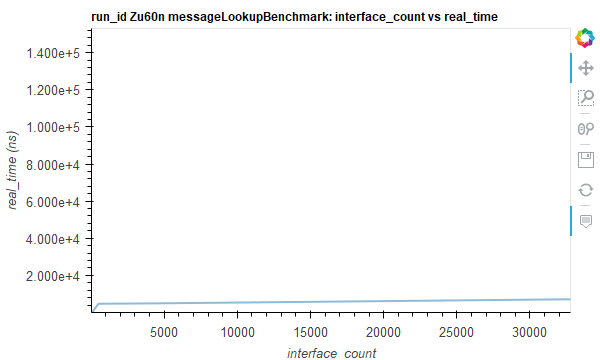 run_id Zu60n messageLookupBenchmark: interface_count vs real_time
real_time (ns)
1.400e+5
1.200e+5
1.000e+5
8.000e+4
6.000e+4
4.000e+4
2.000e+4
5000 10000 15000 20000 25000 30000
interface_count